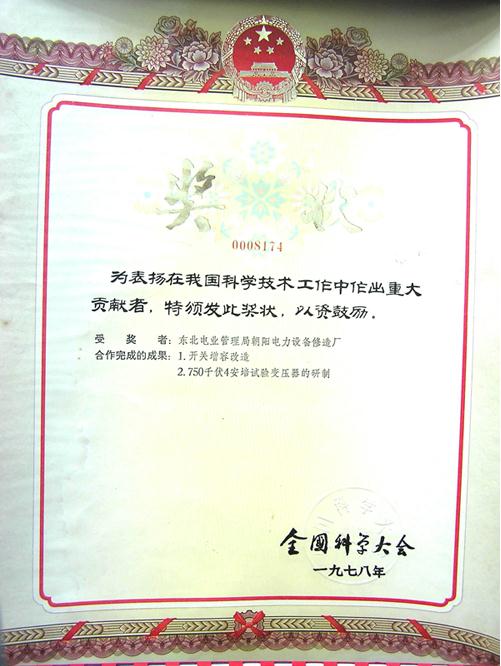 奖状
0008174
为表扬在我国科学技术工作中作出重大
贡献者，特颁发此奖状，以资鼓励。
受奖者：东北电业管理局朝阳电力设备修造厂
合作完成的成果：1.开关增容改造
2.750千伏4安培试验变压器的研制
全国科学大会
一九七八年